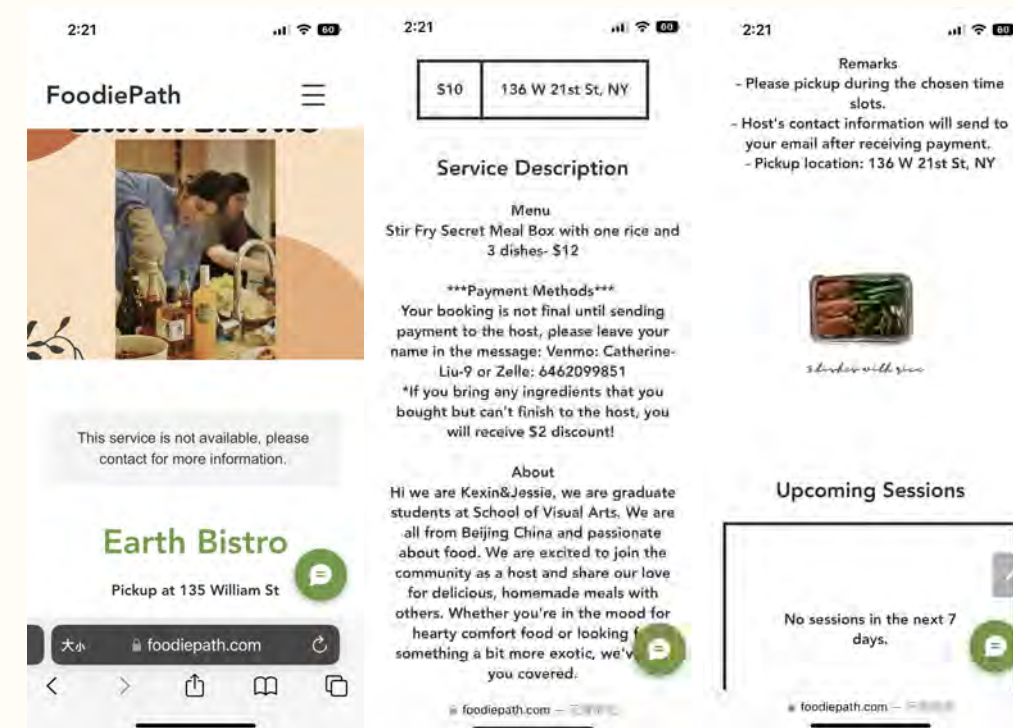 2:21
60
FoodiePath
This service is not available, please
contact for more information.
Earth Bistro
Pickup at 135 William St
大小
foodiepath.com
2:21
60
$10
136 W 21st St, NY
Service Description
Menu
Stir Fry Secret Meal Box with one rice and
3 dishes- $12
***Payment Methods***
Your booking is not final until sending
payment to the host, please leave your
name in the message: Venmo: Catherine-
Liu-9 or Zelle: 6462099851
*If you bring any ingredients that you
bought but can't finish to the host, you
will receive $2 discount!
About
Hi we are Kexin&Jessie, we are graduate
students at School of Visual Arts. We are
all from Beijing China and passionate
about food. We are excited to join the
community as a host and share our love
for delicious, homemade meals with
others. Whether you're in the mood for
hearty comfort food or looking
something a bit more exotic, we'v
you covered.
foodiepath.com —
2:21
60
Remarks
- Please pickup during the chosen time
slots.
- Host's contact information will send to
your email after receiving payment.
- Pickup location: 136 W 21st St, NY
3 dishes with rice
Upcoming Sessions
No sessions in the next 7
days.
foodiepath.com —